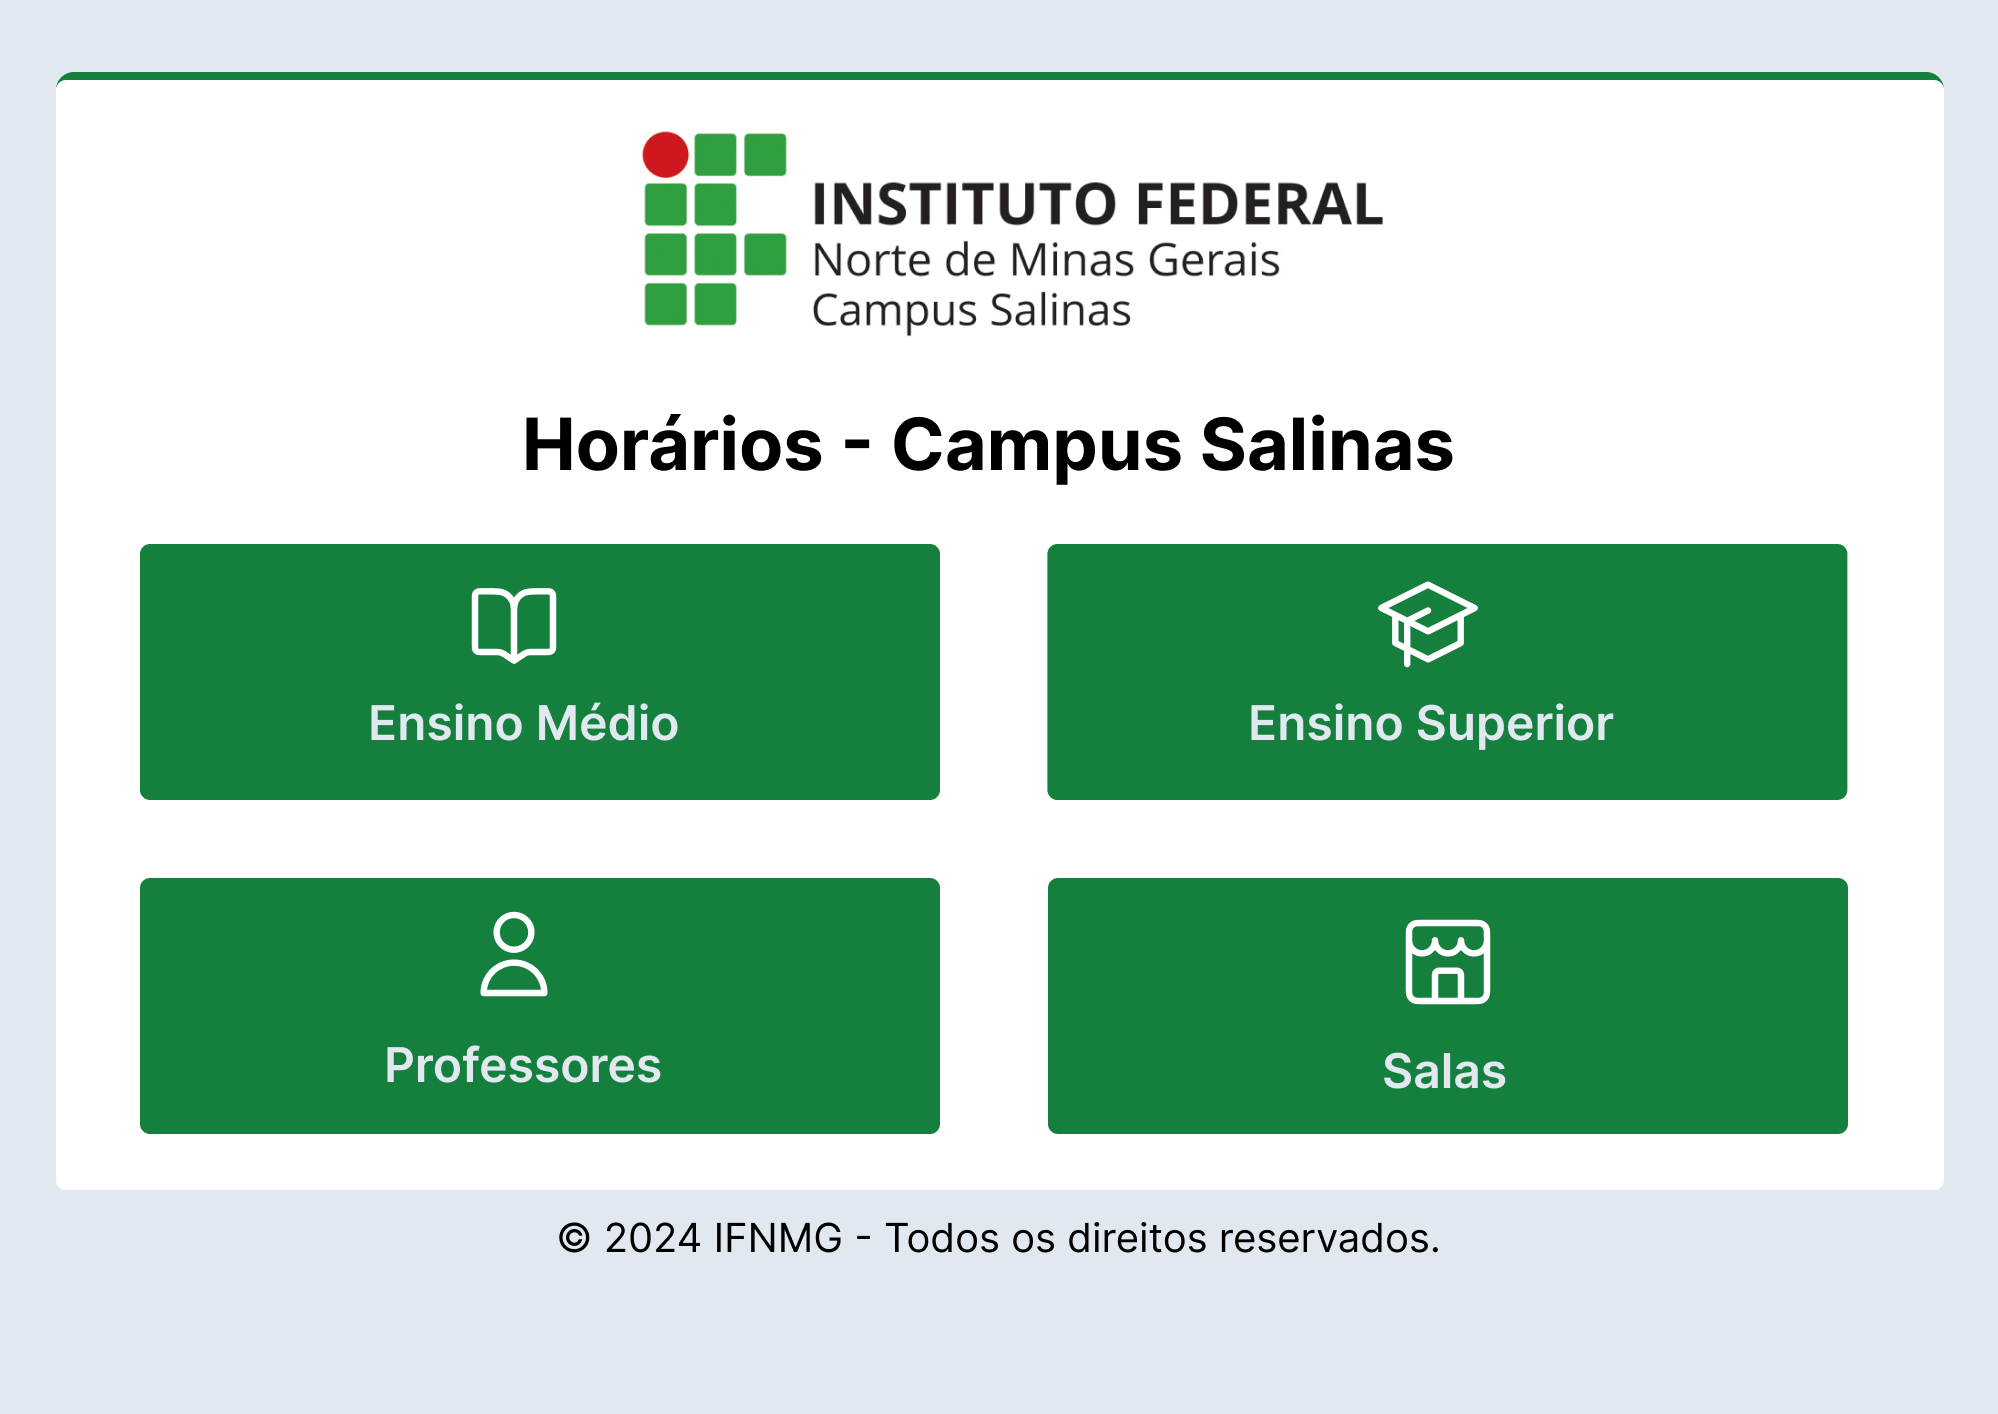 INSTITUTO FEDERAL
Norte de Minas Gerais
Campus Salinas
Horários - Campus Salinas
Ensino Médio
Ensino Superior
Professores
Salas
© 2024 IFNMG - Todos os direitos reservados.